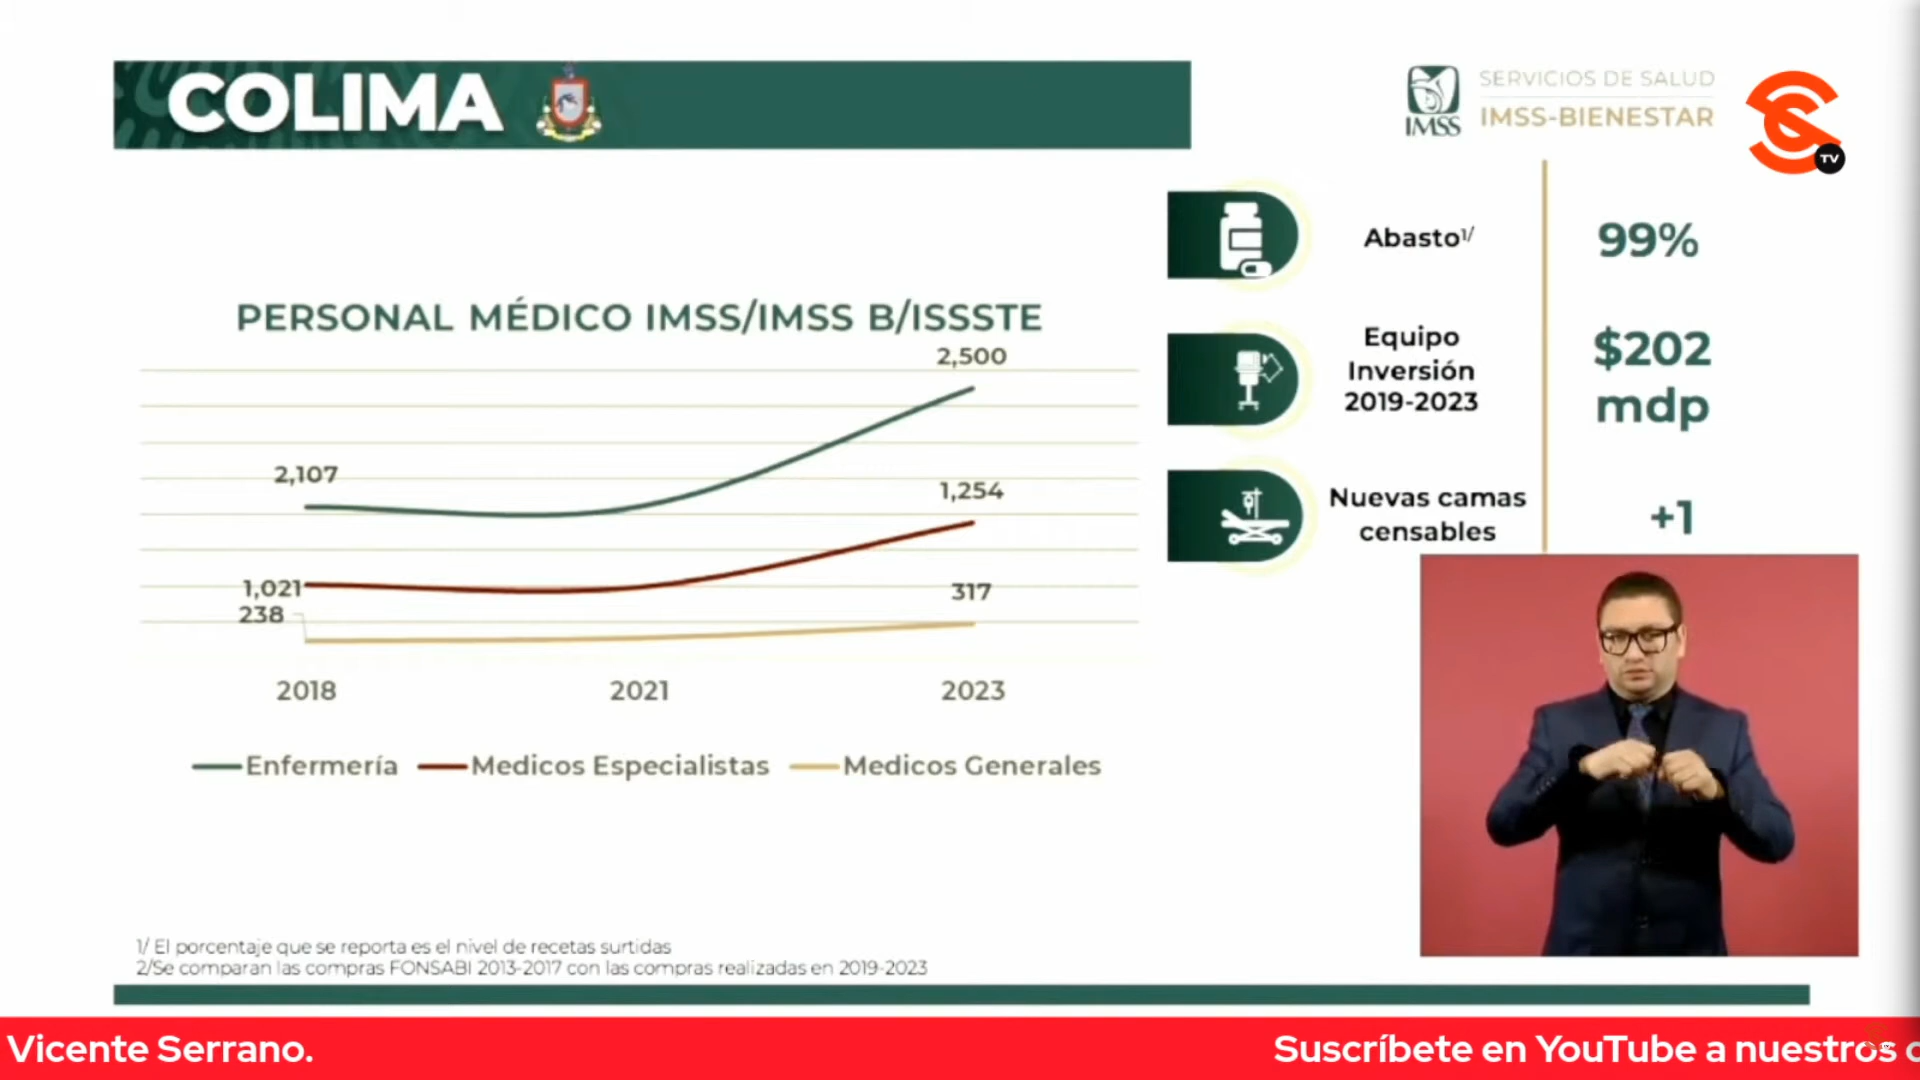 COLIMA
IMSS
SERVICIOS DE SALUD
IMSS-BIENESTAR
TV
Abasto1/
99%
Equipo
Inversión
2019-2023
$202
mdp
Nuevas camas
censables
+1
PERSONAL MÉDICO IMSS/IMSS B/ISSSTE
2,500
2,107
1,254
1,021
317
238
2018
2021
2023
Enfermería
Medicos Especialistas
Medicos Generales
1/ El porcentaje que se reporta es el nivel de recetas surtidas
2/Se comparan las compras FONSABI 2013-2017 con las compras realizadas en 2019-2023
Vicente Serrano.
Suscríbete en YouTube a nuestros